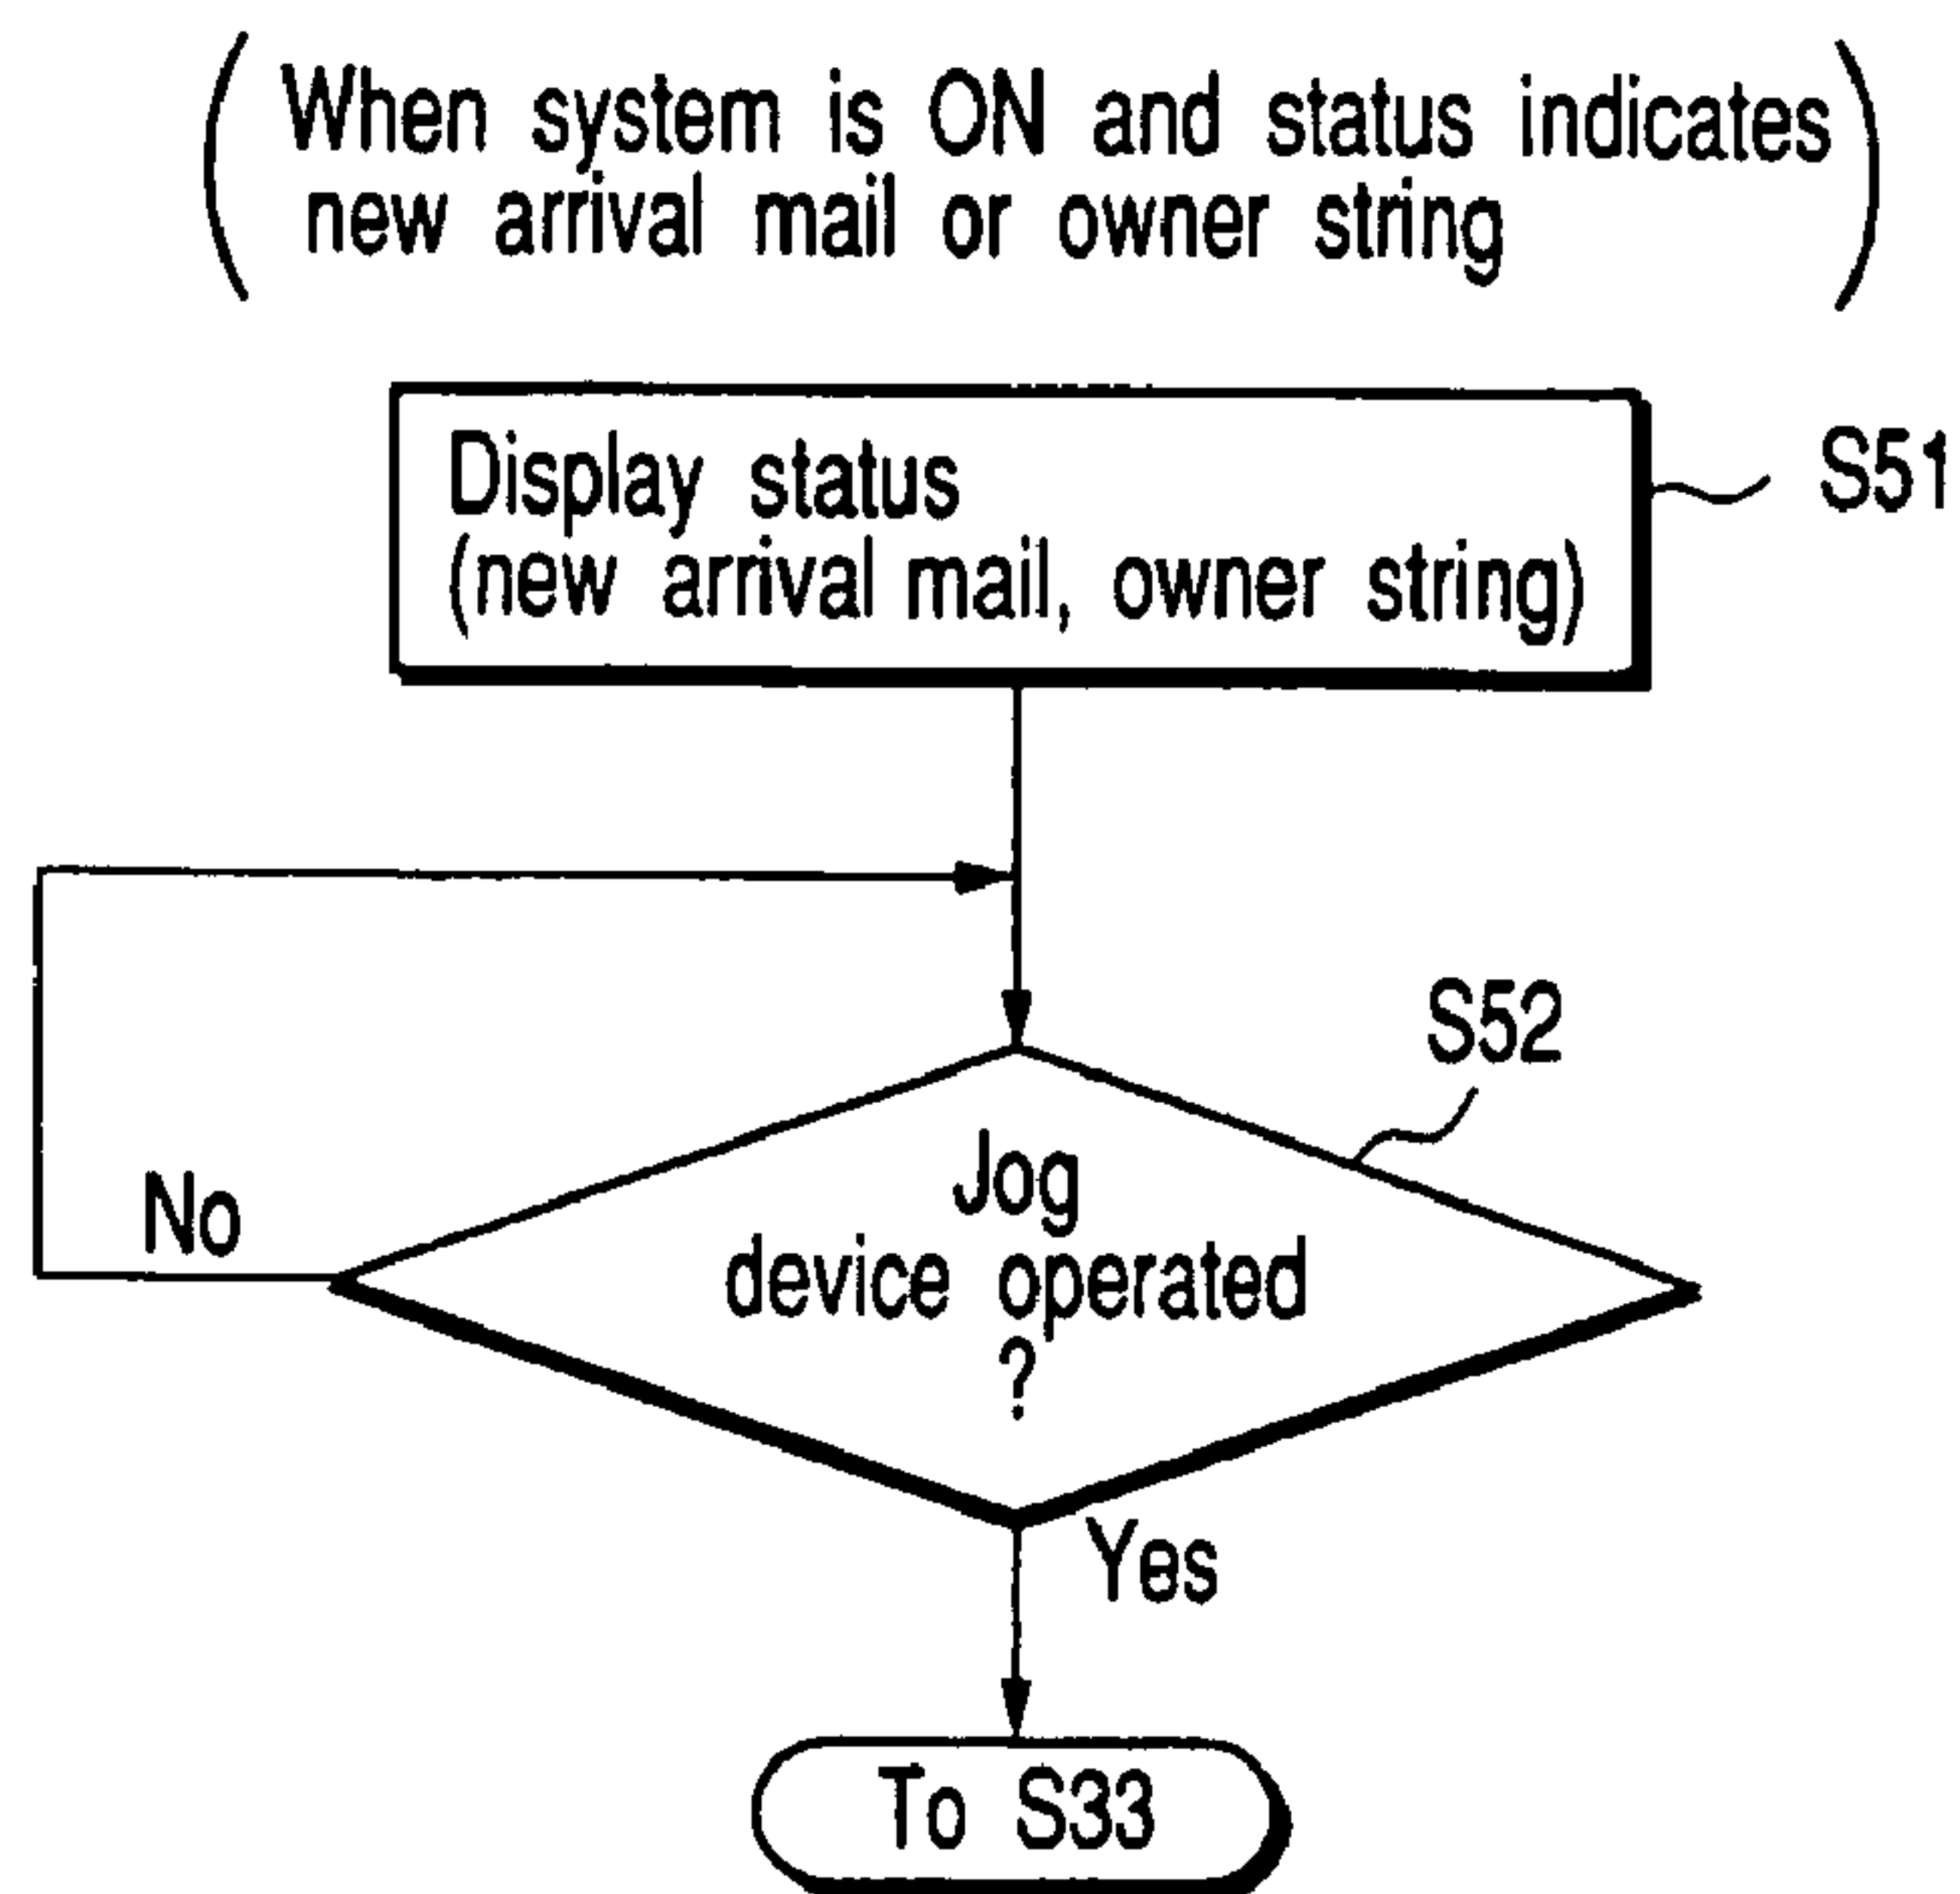 When system is ON and status indicates
new arrival mail or owner string
Display status
(new arrival mail, owner string)
S51
S52
Jog
device operated
?
No
Yes
To S33